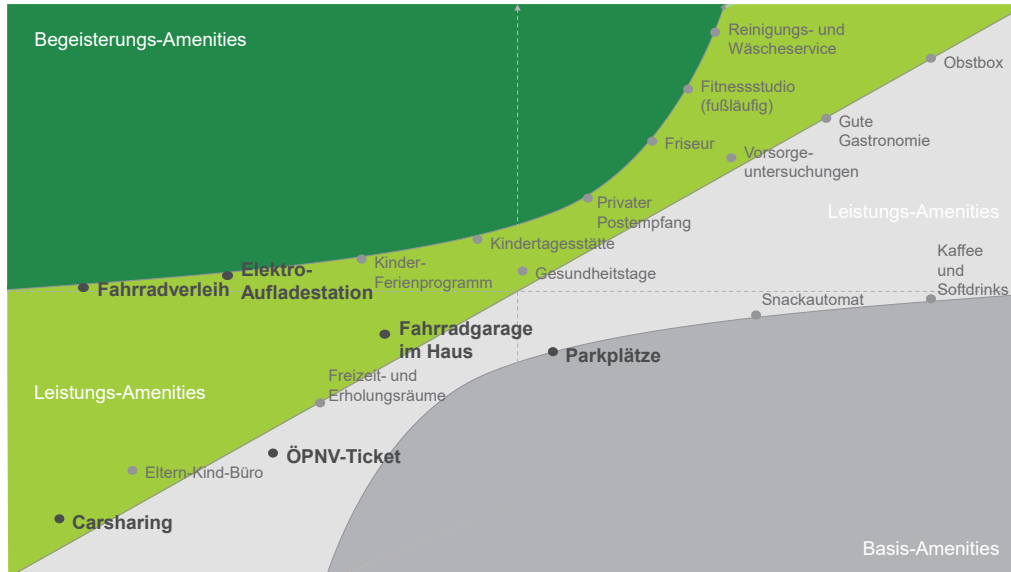 Begeisterungs-Amenities
Reinigungs- und
Wäscheservice
Obstbox
Fitnessstudio
(fußläufig)
Gute
Gastronomie
Friseur
Vorsorge-
untersuchungen
Privater
Postempfang
Leistungs-Amenities
Kindertagesstätte
Kinder-
Ferienprogramm
Gesundheitstage
Kaffee
und
Softdrinks
Elektro-
Aufladestation
Fahrradverleih
Snackautomat
Fahrradgarage
im Haus
Parkplätze
Freizeit- und
Erholungsräume
Leistungs-Amenities
ÖPNV-Ticket
Eltern-Kind-Büro
Carsharing
Basis-Amenities